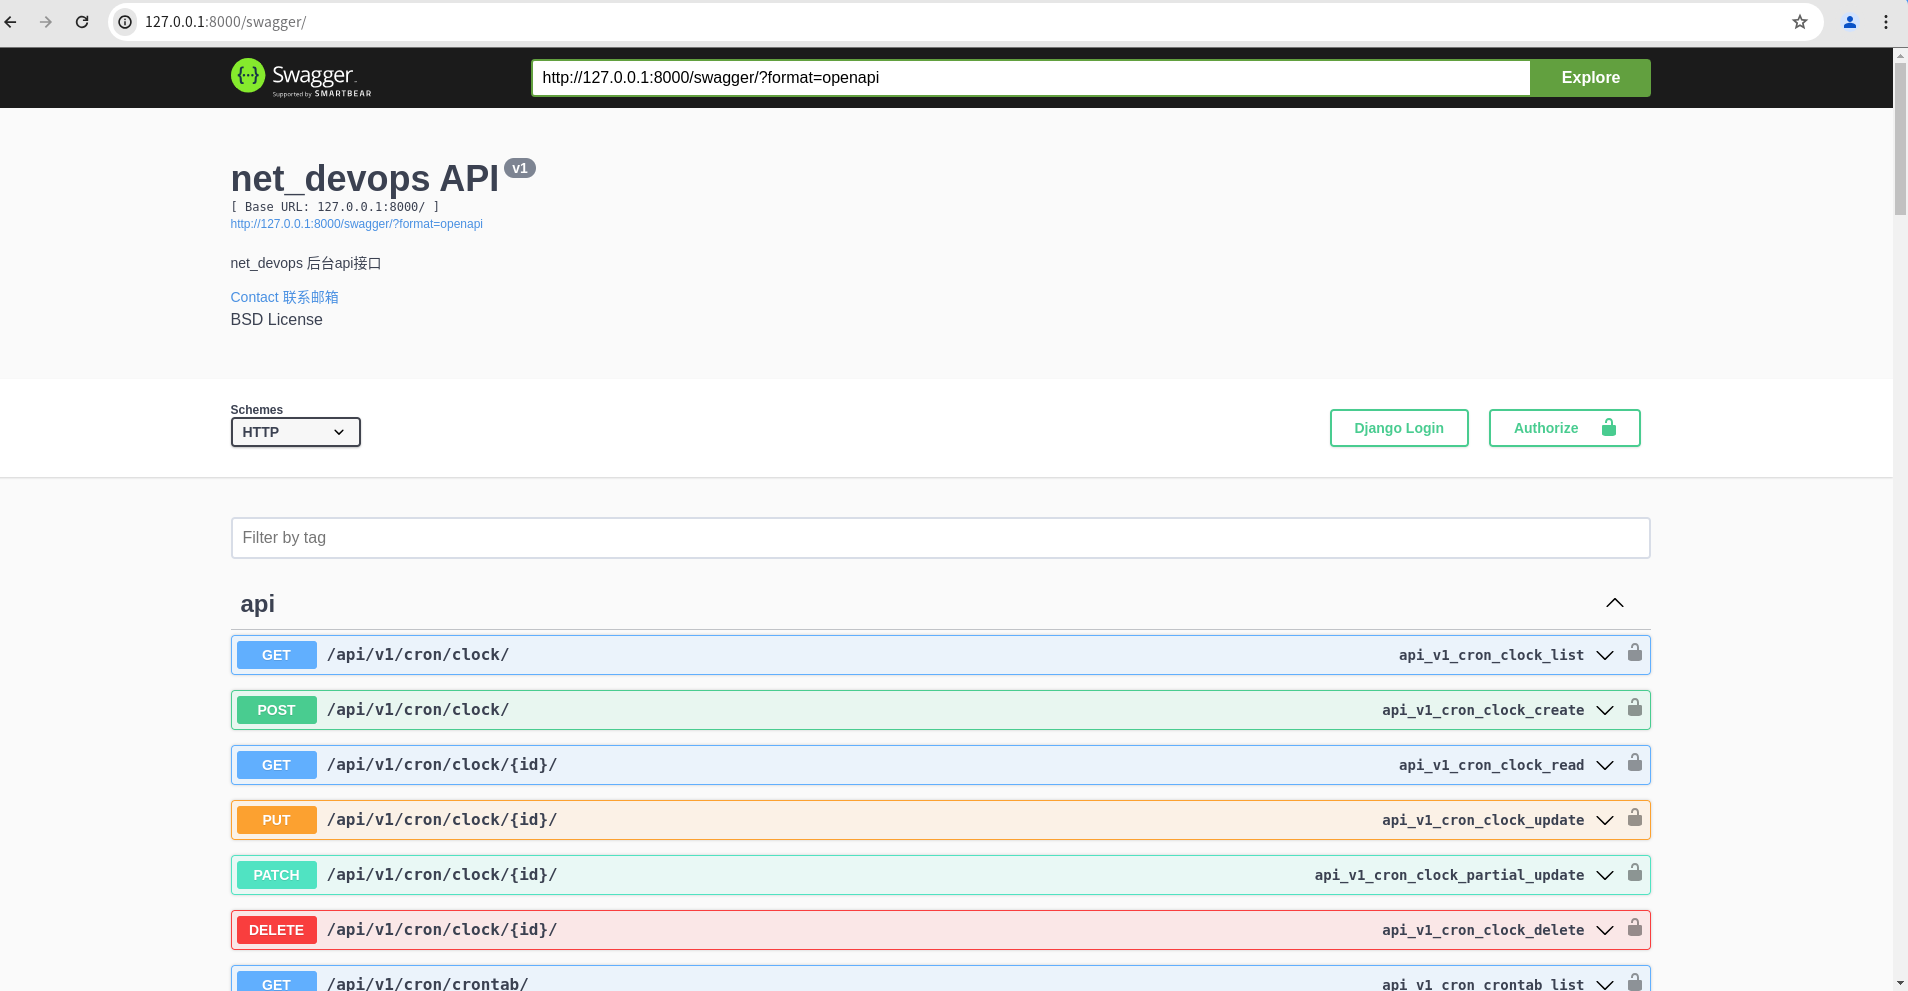 127.0.0.1:8000/swagger/
Swagger.
Supported by SMARTBEAR
http://127.0.0.1:8000/swagger/?format=openapi
Explore
net_devops API v1
[ Base URL: 127.0.0.1:8000/ ]
http://127.0.0.1:8000/swagger/?format=openapi
net_devops 后台api接口
Contact 联系邮箱
BSD License
Schemes
HTTP
Django Login
Authorize
Filter by tag
api
GET /api/v1/cron/clock/ api_v1_cron_clock_list
POST /api/v1/cron/clock/ api_v1_cron_clock_create
GET /api/v1/cron/clock/{id}/ api_v1_cron_clock_read
PUT /api/v1/cron/clock/{id}/ api_v1_cron_clock_update
PATCH /api/v1/cron/clock/{id}/ api_v1_cron_clock_partial_update
DELETE /api/v1/cron/clock/{id}/ api_v1_cron_clock_delete
GET /api/v1/cron/crontab/ api_v1_cron_crontab_list